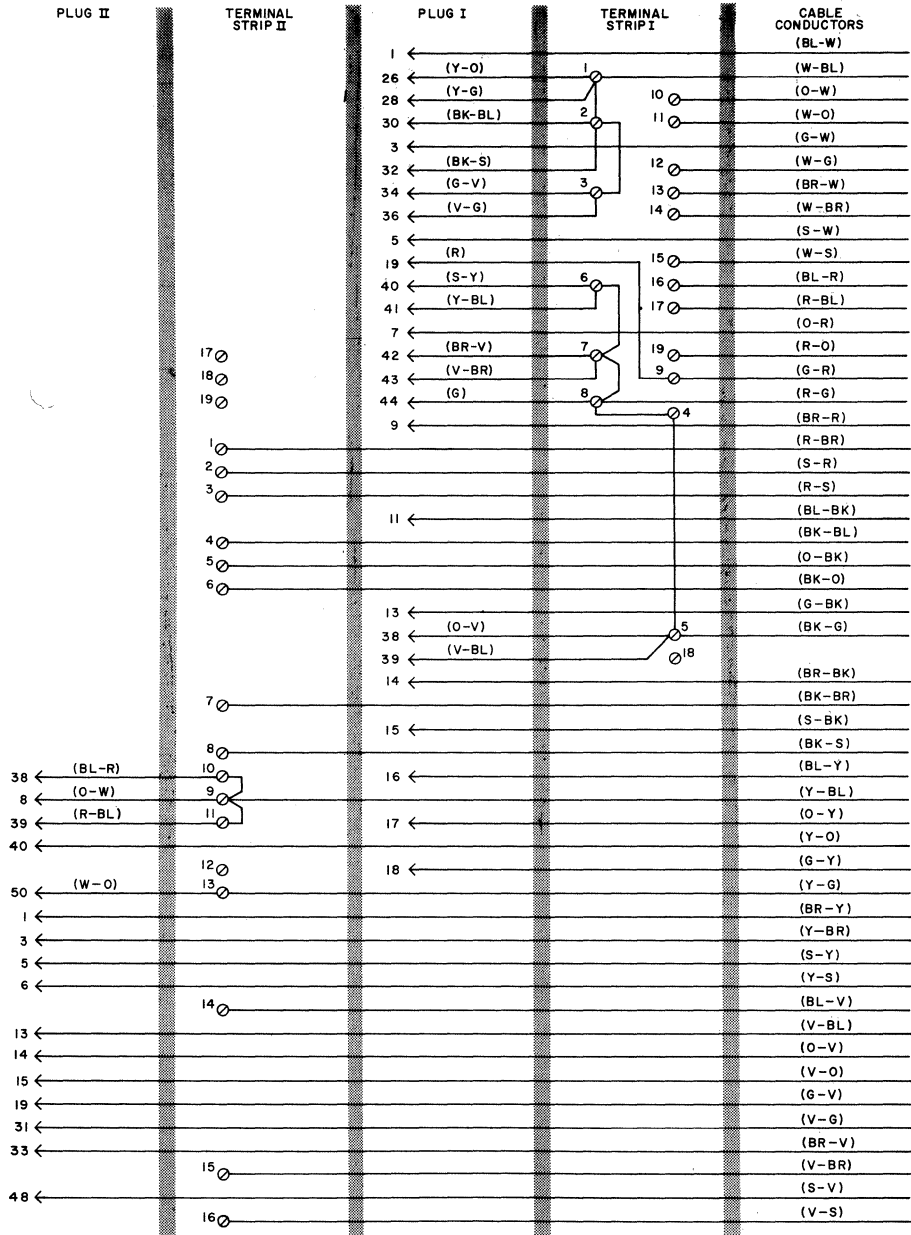 PLUG II TERMINAL STRIP II PLUG I TERMINAL STRIP I CABLE CONDUCTORS
1 (BL-W)
26 (Y-O) 1 (W-BL)
28 (Y-G) 10 (O-W)
30 (BK-BL) 2 11 (W-O)
3 (G-W)
32 (BK-S) 12 (W-G)
34 (G-V) 3 13 (BR-W)
36 (V-G) 14 (W-BR)
5 (S-W)
19 (R) 15 (W-S)
40 (S-Y) 6 16 (BL-R)
41 (Y-BL) 17 (R-BL)
7 (O-R)
17 42 (BR-V) 7 19 (R-O)
18 43 (V-BR) 9 (G-R)
19 44 (G) 8 (R-G)
9 4 (BR-R)
1 (R-BR)
2 (S-R)
3 (R-S)
11 (BL-BK)
4 (BK-BL)
5 (O-BK)
6 (BK-O)
13 (G-BK)
38 (O-V) 5 (BK-G)
39 (V-BL) 18
14 (BR-BK)
7 (BK-BR)
15 (S-BK)
8 (BK-S)
38 (BL-R) 10 16 (BL-Y)
8 (O-W) 9 (Y-BL)
39 (R-BL) 11 17 (O-Y)
40 (Y-O)
12 18 (G-Y)
50 (W-O) 13 (Y-G)
1 (BR-Y)
3 (Y-BR)
5 (S-Y)
6 (Y-S)
14 (BL-V)
13 (V-BL)
14 (O-V)
15 (V-O)
19 (G-V)
31 (V-G)
33 (BR-V)
15 (V-BR)
48 (S-V)
16 (V-S)